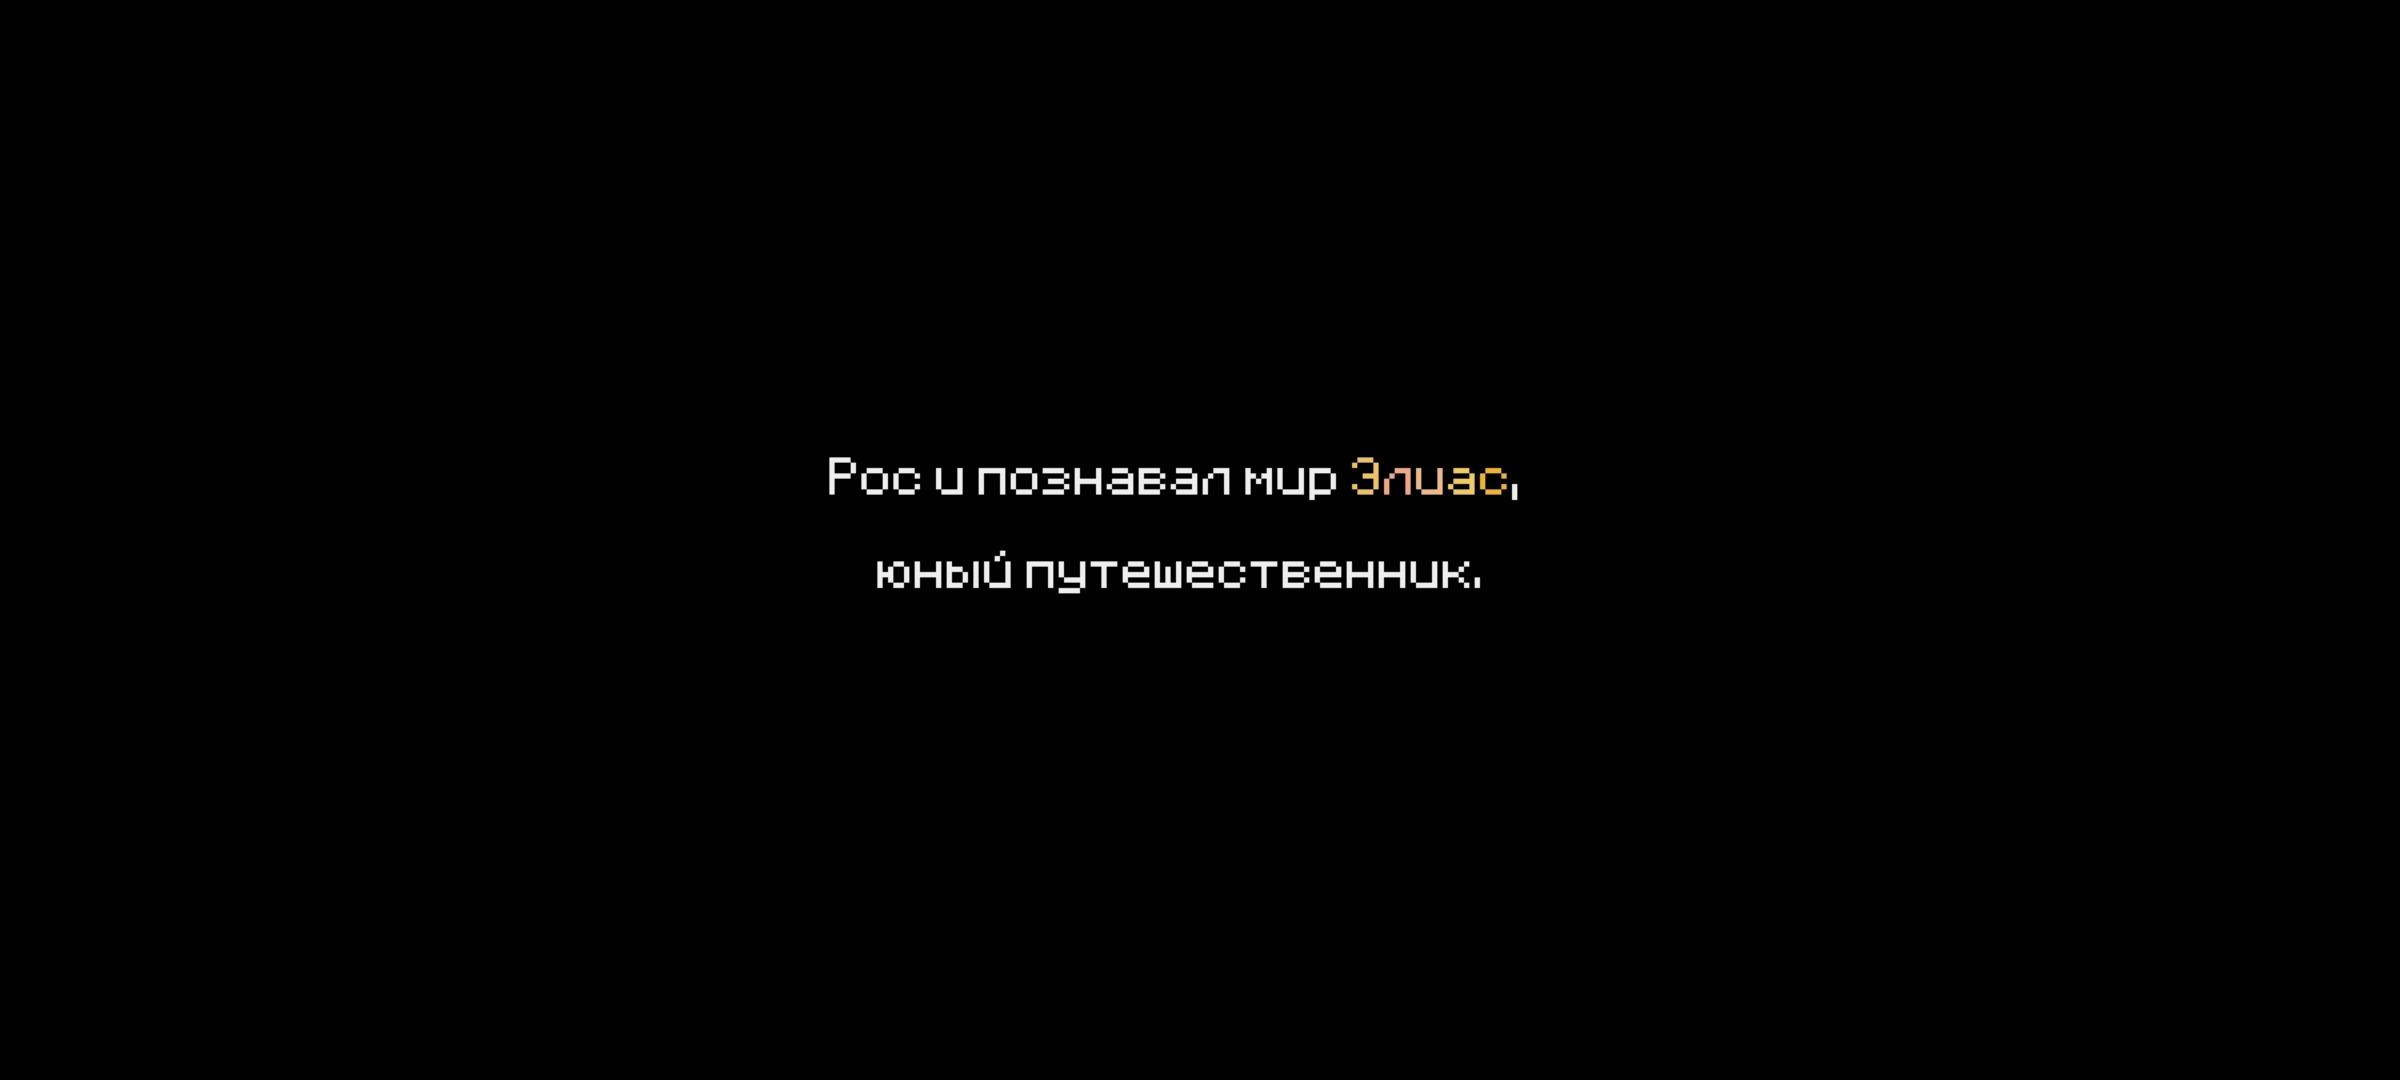 Рос и познавал мир Элиас,
юный путешественник.